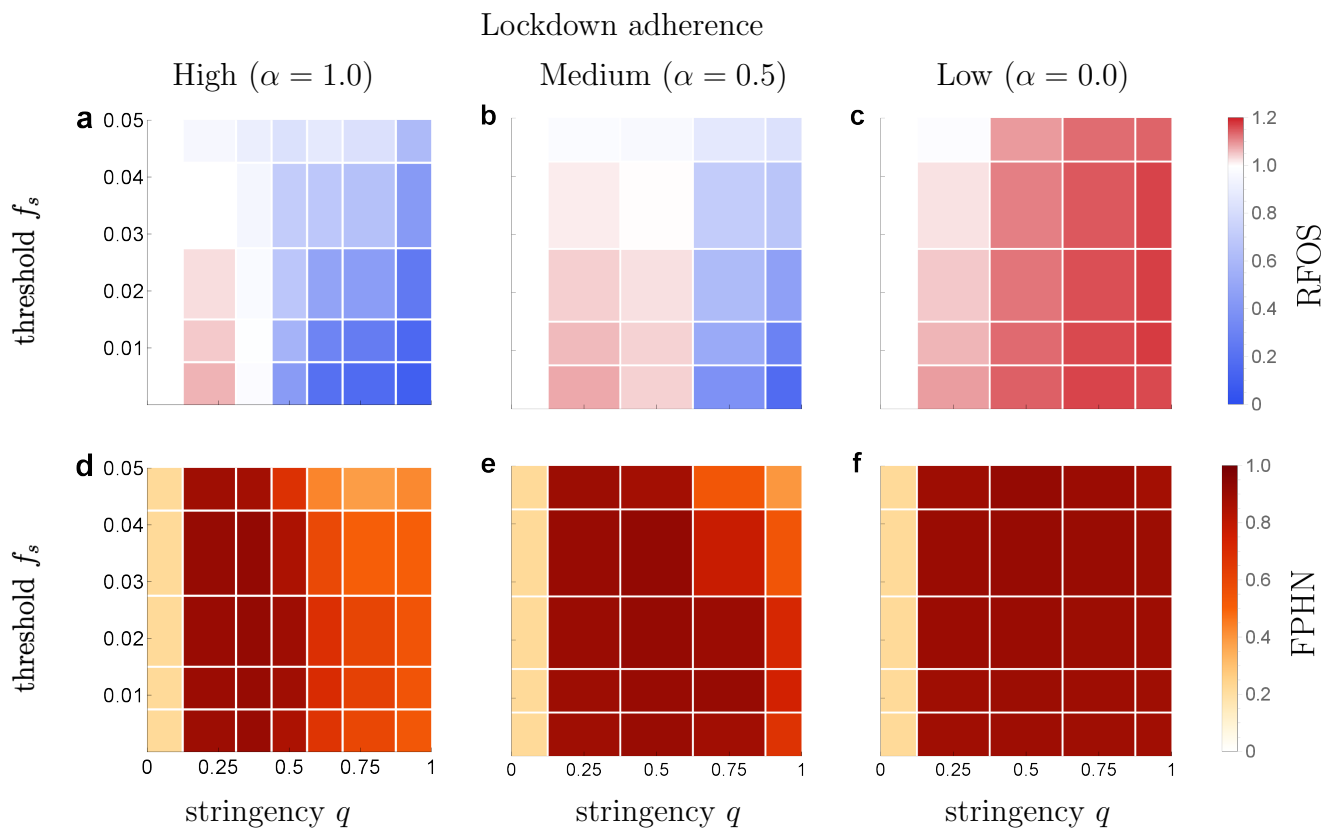 Lockdown adherence
High (α = 1.0)
Medium (α = 0.5)
Low (α = 0.0)
a
b
c
0.05
0.04
0.03
0.02
0.01
threshold fₛ
1.2
1.0
0.8
0.6
0.4
0.2
0
RFOS
d
e
f
0.05
0.04
0.03
0.02
0.01
threshold fₛ
0 0.25 0.5 0.75 1
0 0.25 0.5 0.75 1
0 0.25 0.5 0.75 1
1.0
0.8
0.6
0.4
0.2
0
FPHN
stringency q
stringency q
stringency q